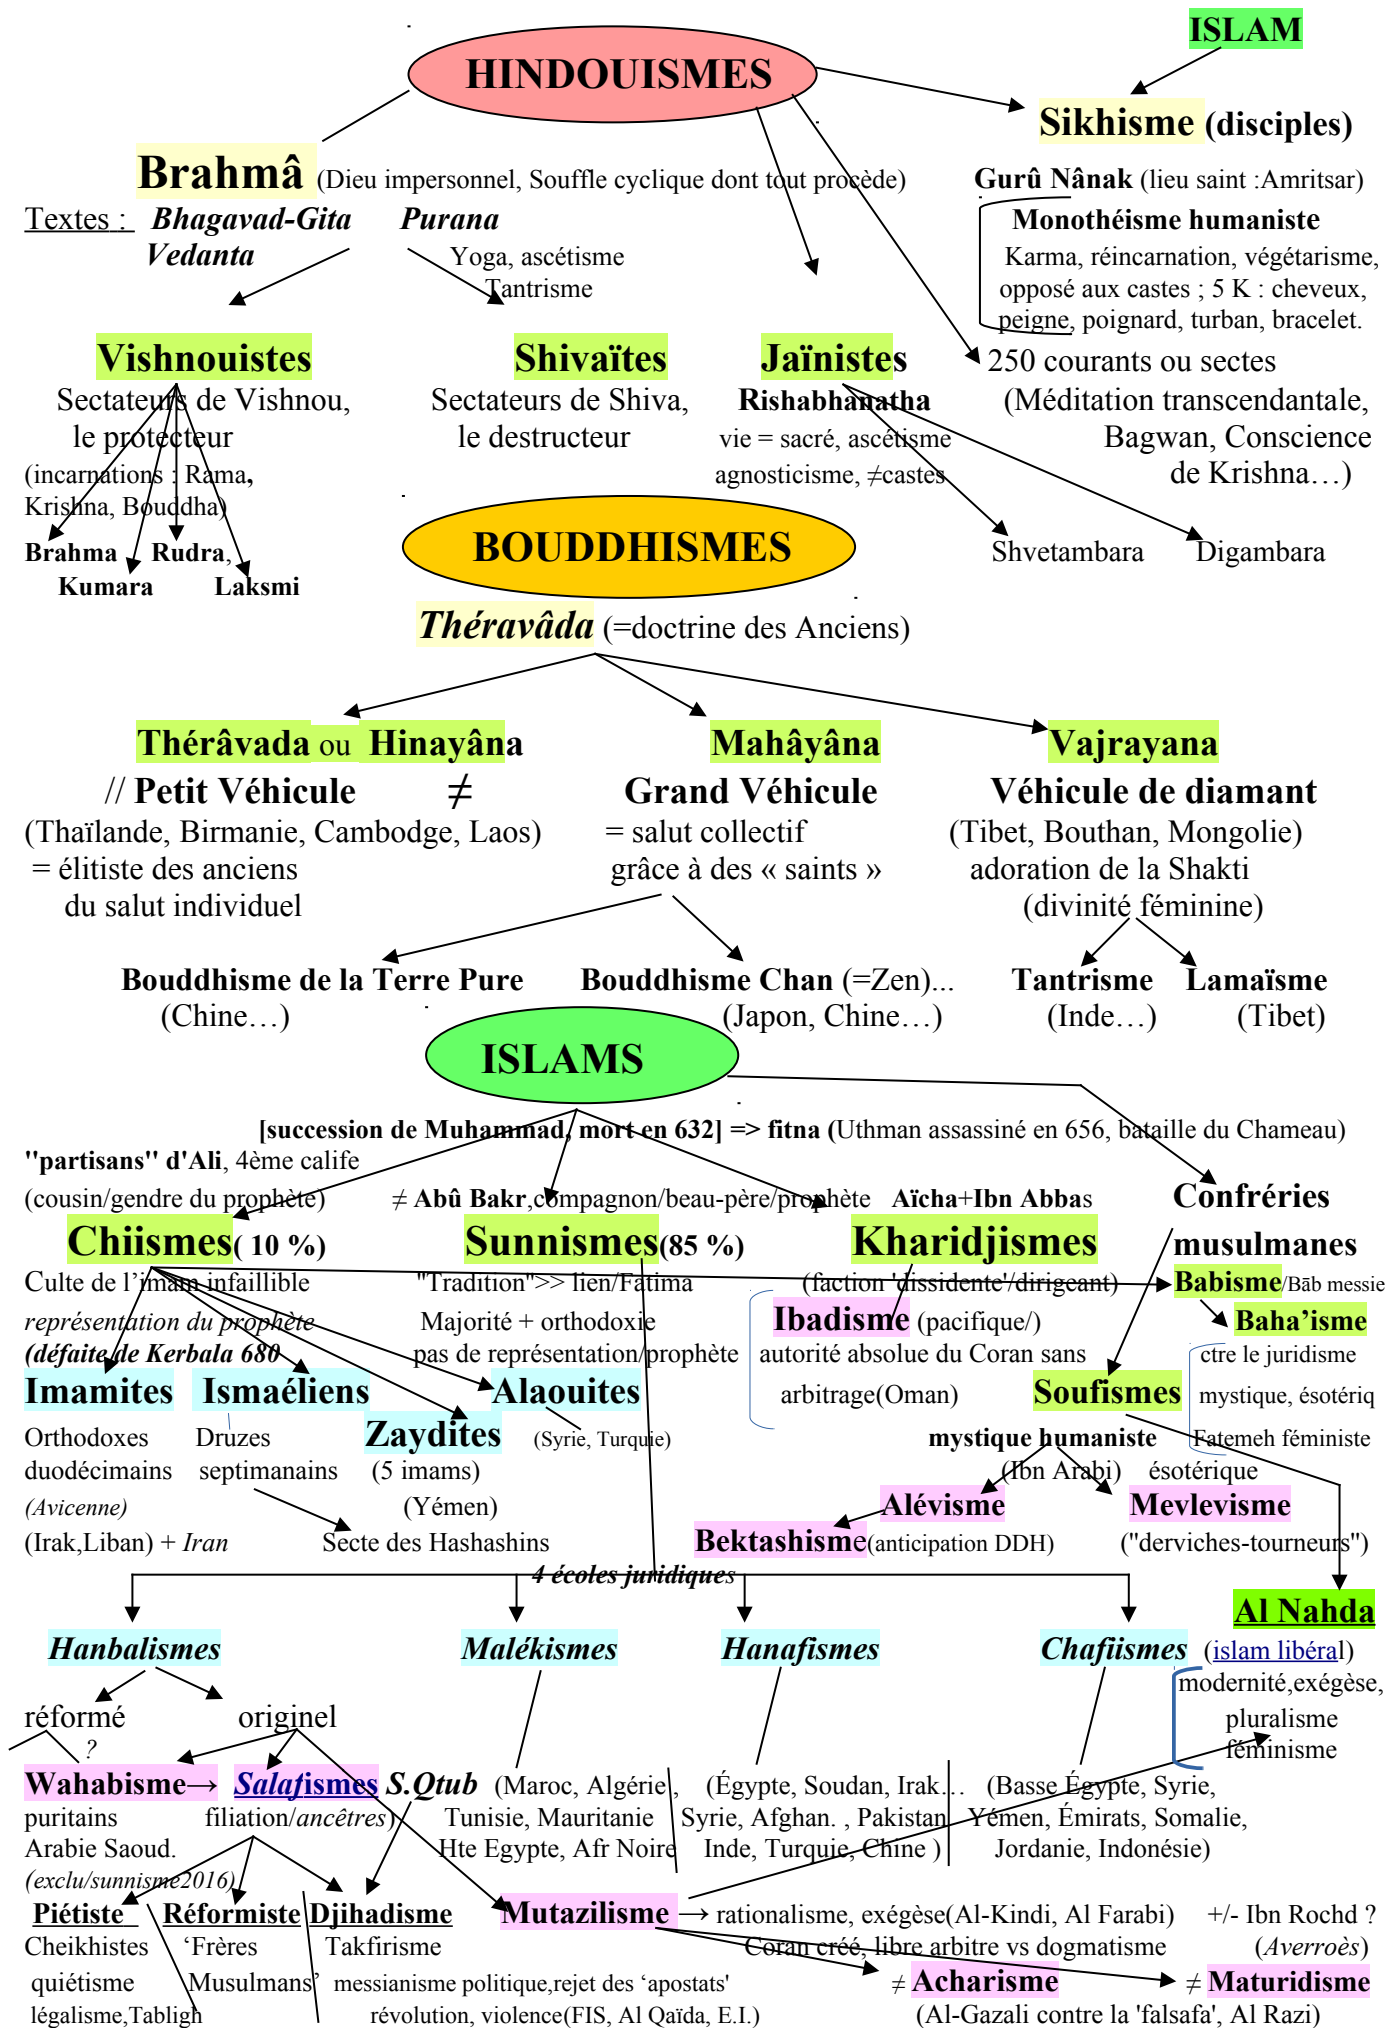 ISLAM
HINDOUISMES
Sikhisme (disciples)
Brahmâ (Dieu impersonnel, Souffle cyclique dont tout procède)
Gurû Nânak (lieu saint :Amritsar)
Textes : Bhagavad-Gita Purana
Monothéisme humaniste
Vedanta
Yoga, ascétisme
Karma, réincarnation, végétarisme,
Tantrisme
opposé aux castes ; 5 K : cheveux,
peigne, poignard, turban, bracelet.
Vishnouistes Shivaïtes Jaïnistes 250 courants ou sectes
Sectateurs de Vishnou, Sectateurs de Shiva, Rishabhanatha (Méditation transcendantale,
le protecteur le destructeur vie = sacré, ascétisme Bagwan, Conscience
(incarnations : Rama, agnosticisme, ≠castes de Krishna…)
Krishna, Bouddha)
BOUDDHISMES
Brahma Rudra, Shvetambara Digambara
Kumara Laksmi
Théravâda (=doctrine des Anciens)
Thérâvada ou Hinayâna Mahâyâna Vajrayana
// Petit Véhicule ≠ Grand Véhicule Véhicule de diamant
(Thaïlande, Birmanie, Cambodge, Laos) = salut collectif (Tibet, Bouthan, Mongolie)
= élitiste des anciens grâce à des « saints » adoration de la Shakti
du salut individuel (divinité féminine)
Bouddhisme de la Terre Pure Bouddhisme Chan (=Zen)... Tantrisme Lamaïsme
(Chine…) (Japon, Chine…) (Inde…) (Tibet)
ISLAMS
[succession de Muhammad, mort en 632] => fitna (Uthman assassiné en 656, bataille du Chameau)
"partisans" d'Ali, 4ème calife
(cousin/gendre du prophète) ≠ Abû Bakr,compagnon/beau-père/prophète Aïcha+Ibn Abbas Confréries
Chiismes( 10 %) Sunnismes(85 %) Kharidjismes musulmanes
Culte de l'imam infaillible "Tradition">> lien/Fatima (faction 'dissidente'/dirigeant) Babisme/Bāb messie
représentation du prophète Majorité + orthodoxie Ibadisme (pacifique/) Baha’isme
(défaite de Kerbala 680 pas de représentation/prophète autorité absolue du Coran sans ctre le juridisme
Imamites Ismaéliens Alaouites arbitrage(Oman) Soufismes mystique, ésotériq
Orthodoxes Druzes Zaydites (Syrie, Turquie) mystique humaniste Fatemeh féministe
duodécimains septimanains (5 imams) (Ibn Arabi) ésotérique
(Avicenne) (Yémen) Alévisme Mevlevisme
(Irak,Liban) + Iran Secte des Hashashins Bektashisme(anticipation DDH) ("derviches-tourneurs")
4 écoles juridiques
Al Nahda
Hanbalismes Malékismes Hanafismes Chafiismes (islam libéral)
modernité,exégèse,
réformé originel pluralisme
? féminisme
Wahabisme→ Salafismes S.Qtub (Maroc, Algérie, (Égypte, Soudan, Irak… (Basse Égypte, Syrie,
puritains filiation/ancêtres) Tunisie, Mauritanie Syrie, Afghan. , Pakistan Yémen, Émirats, Somalie,
Arabie Saoud. Hte Egypte, Afr Noire Inde, Turquie, Chine ) Jordanie, Indonésie)
(exclu/sunnisme2016)
Piétiste Réformiste Djihadisme Mutazilisme → rationalisme, exégèse(Al-Kindi, Al Farabi) +/- Ibn Rochd ?
Cheikhistes ‘Frères Takfirisme Coran créé, libre arbitre vs dogmatisme (Averroès)
quiétisme Musulmans’ messianisme politique,rejet des ‘apostats' ≠ Acharisme ≠ Maturidisme
légalisme,Tabligh révolution, violence(FIS, Al Qaïda, E.I.) (Al-Gazali contre la 'falsafa', Al Razi)